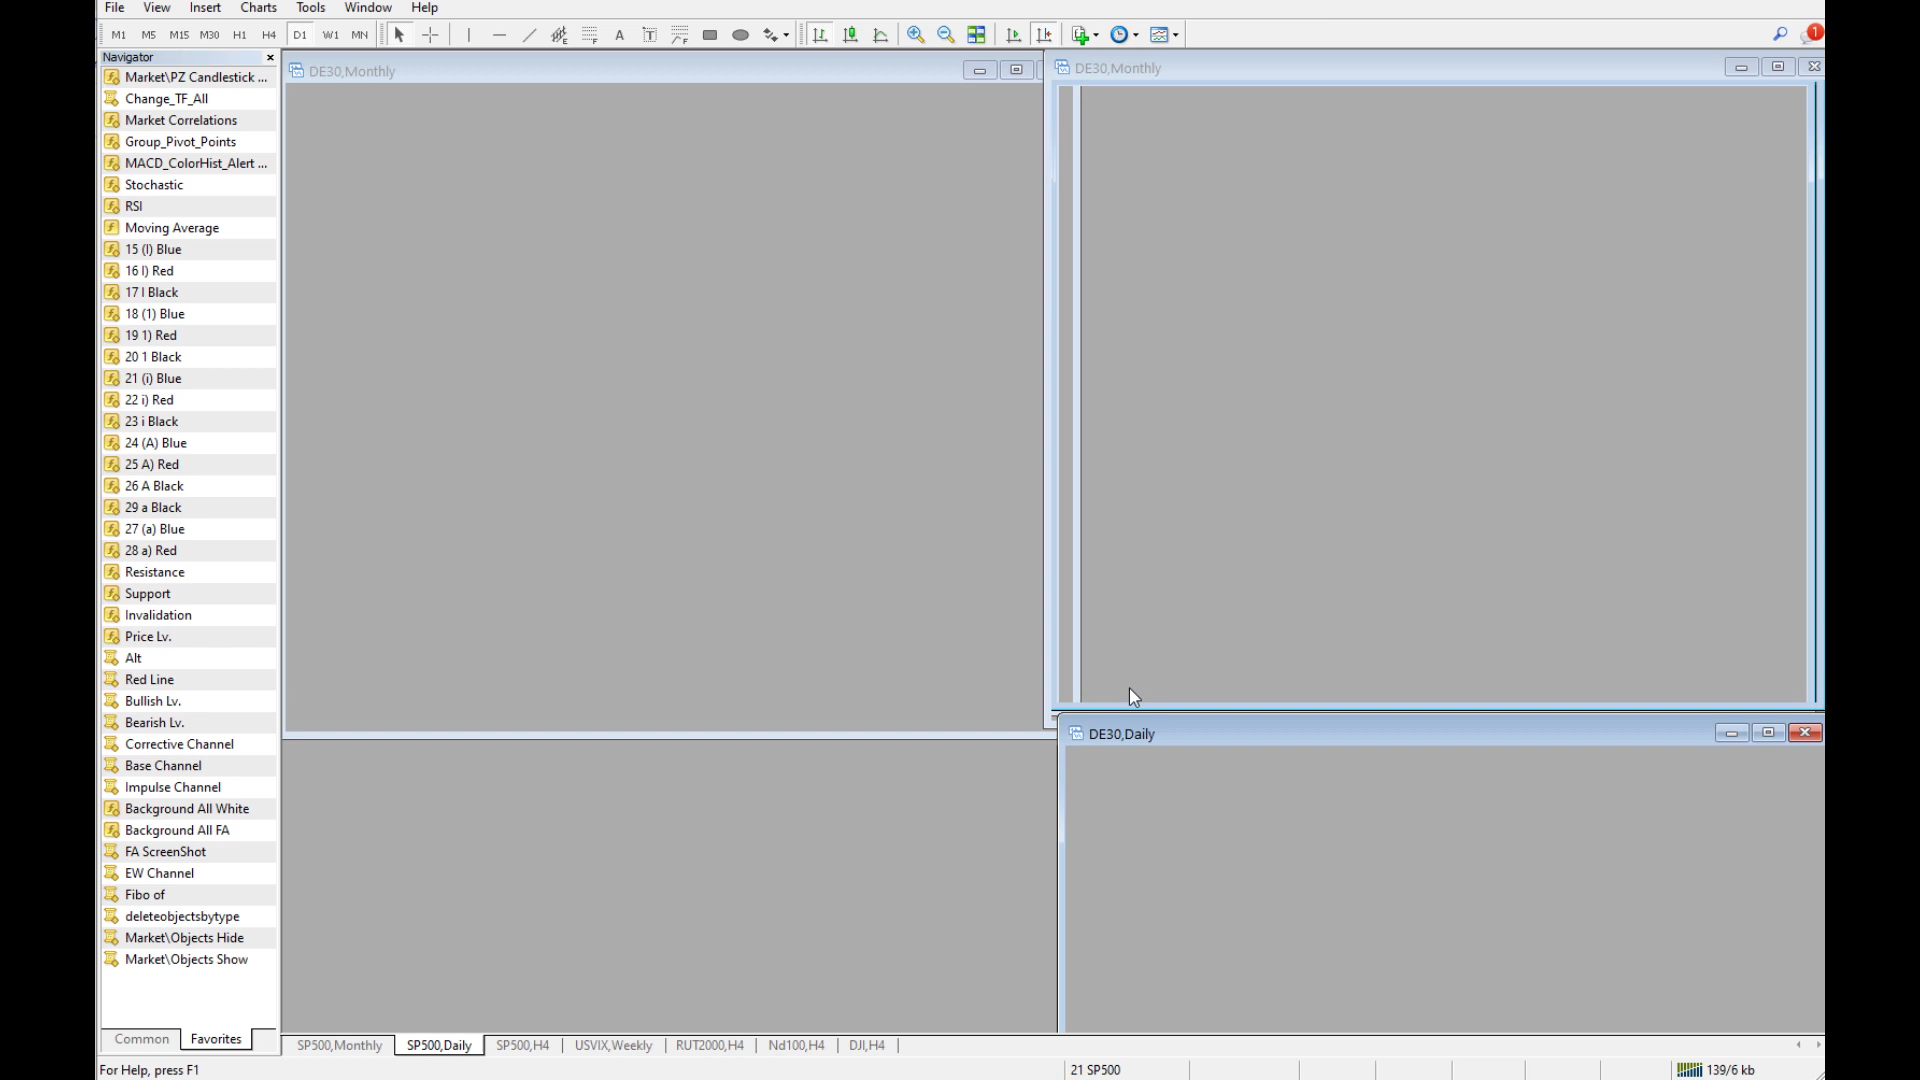 File View Insert Charts Tools Window Help
M1 M5 M15 M30 H1 H4 D1 W1 MN A T 1
Navigator
Market\PZ Candlestick ...
Change_TF_All
Market Correlations
Group_Pivot_Points
MACD_ColorHist_Alert ...
Stochastic
RSI
Moving Average
15 (I) Blue
16 I) Red
17 I Black
18 (1) Blue
19 1) Red
20 1 Black
21 (i) Blue
22 i) Red
23 i Black
24 (A) Blue
25 A) Red
26 A Black
29 a Black
27 (a) Blue
28 a) Red
Resistance
Support
Invalidation
Price Lv.
Alt
Red Line
Bullish Lv.
Bearish Lv.
Corrective Channel
Base Channel
Impulse Channel
Background All White
Background All FA
FA ScreenShot
EW Channel
Fibo of
deleteobjectsbytype
Market\Objects Hide
Market\Objects Show
Common Favorites
DE30,Monthly
DE30,Monthly
DE30,Daily
SP500,Monthly SP500,Daily SP500,H4 USVIX,Weekly RUT2000,H4 Nd100,H4 DJI,H4
For Help, press F1 21 SP500 139/6 kb